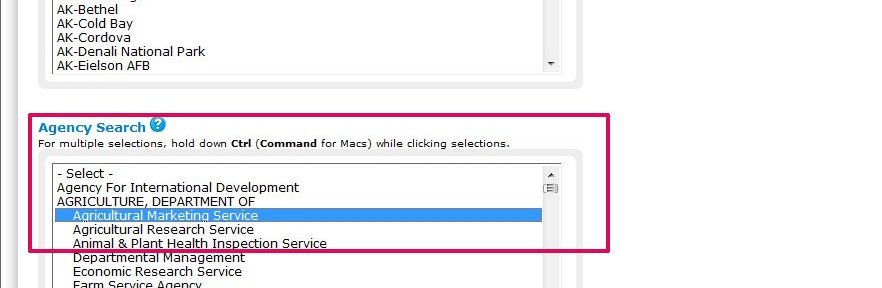 AK-Bethel
AK-Cold Bay
AK-Cordova
AK-Denali National Park
AK-Eielson AFB
Agency Search ?
For multiple selections, hold down Ctrl (Command for Macs) while clicking selections.
- Select -
Agency For International Development
AGRICULTURE, DEPARTMENT OF
Agricultural Marketing Service
Agricultural Research Service
Animal & Plant Health Inspection Service
Departmental Management
Economic Research Service
Farm Service Agency